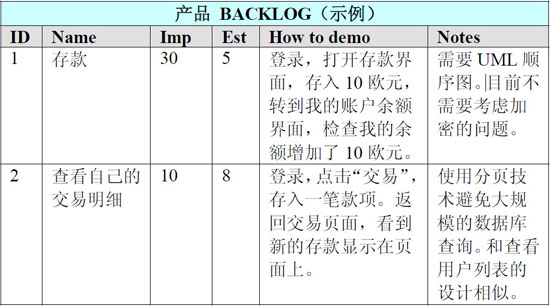 产品 BACKLOG（示例）
ID Name Imp Est How to demo Notes
1 存款 30 5 登录，打开存款界 需要 UML 顺
面，存入 10 欧元， 序图。目前不
转到我的账户余额 需要考虑加
界面，检查我的余 密的问题。
额增加了 10 欧元。
2 查看自己的 10 8 登录，点击“交易”， 使用分页技
交易明细 存入一笔款项。返 术避免大规
回交易页面，看到 模的数据库
新的存款显示在页 查询。和查看
面上。 用户列表的
设计相似。